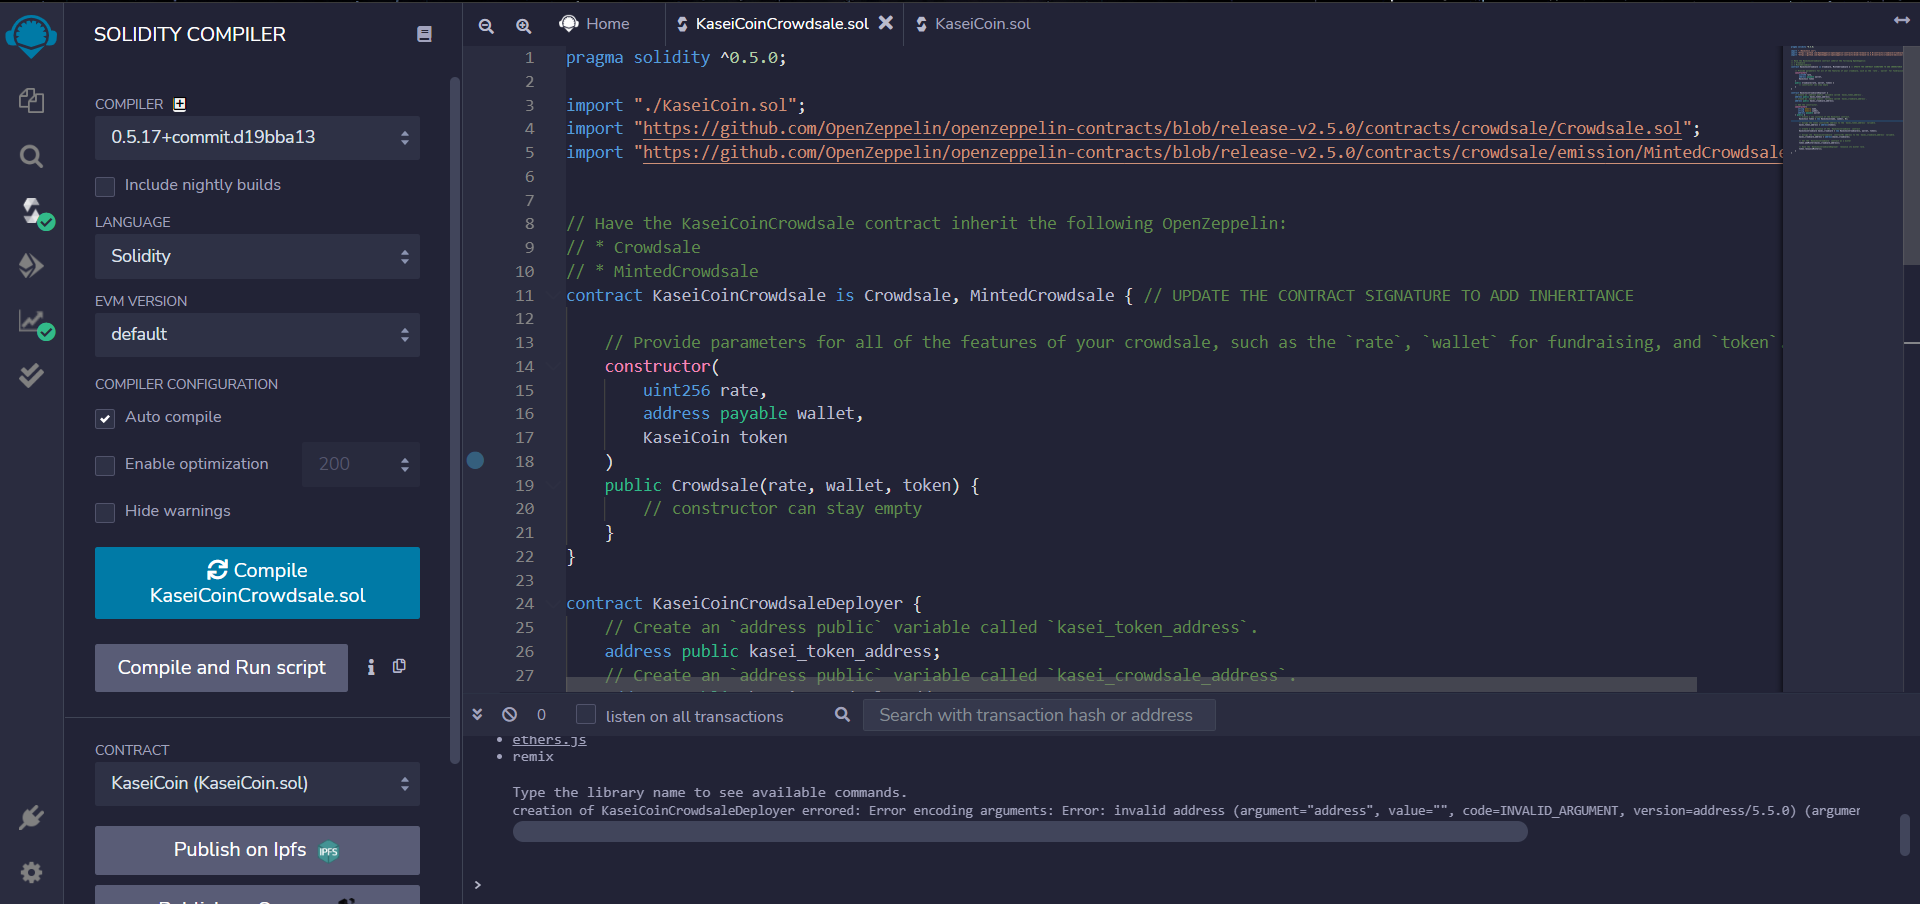 SOLIDITY COMPILER
COMPILER
0.5.17+commit.d19bba13
Include nightly builds
LANGUAGE
Solidity
EVM VERSION
default
COMPILER CONFIGURATION
Auto compile
Enable optimization
200
Hide warnings
Compile
KaseiCoinCrowdsale.sol
Compile and Run script
CONTRACT
KaseiCoin (KaseiCoin.sol)
Publish on Ipfs
IPFS
Home
KaseiCoinCrowdsale.sol
KaseiCoin.sol
1 pragma solidity ^0.5.0;
2
3 import "./KaseiCoin.sol";
4 import "https://github.com/OpenZeppelin/openzeppelin-contracts/blob/release-v2.5.0/contracts/crowdsale/Crowdsale.sol";
5 import "https://github.com/OpenZeppelin/openzeppelin-contracts/blob/release-v2.5.0/contracts/crowdsale/emission/MintedCrowdsale
6
7
8 // Have the KaseiCoinCrowdsale contract inherit the following OpenZeppelin:
9 // * Crowdsale
10 // * MintedCrowdsale
11 contract KaseiCoinCrowdsale is Crowdsale, MintedCrowdsale { // UPDATE THE CONTRACT SIGNATURE TO ADD INHERITANCE
12
13 // Provide parameters for all of the features of your crowdsale, such as the `rate`, `wallet` for fundraising, and `token`.
14 constructor(
15 uint256 rate,
16 address payable wallet,
17 KaseiCoin token
18 )
19 public Crowdsale(rate, wallet, token) {
20 // constructor can stay empty
21 }
22 }
23
24 contract KaseiCoinCrowdsaleDeployer {
25 // Create an `address public` variable called `kasei_token_address`.
26 address public kasei_token_address;
27 // Create an `address public` variable called `kasei_crowdsale_address`.
0
listen on all transactions
Search with transaction hash or address
• ethers.js
• remix
Type the library name to see available commands.
creation of KaseiCoinCrowdsaleDeployer errored: Error encoding arguments: Error: invalid address (argument="address", value="", code=INVALID_ARGUMENT, version=address/5.5.0) (argumen
>